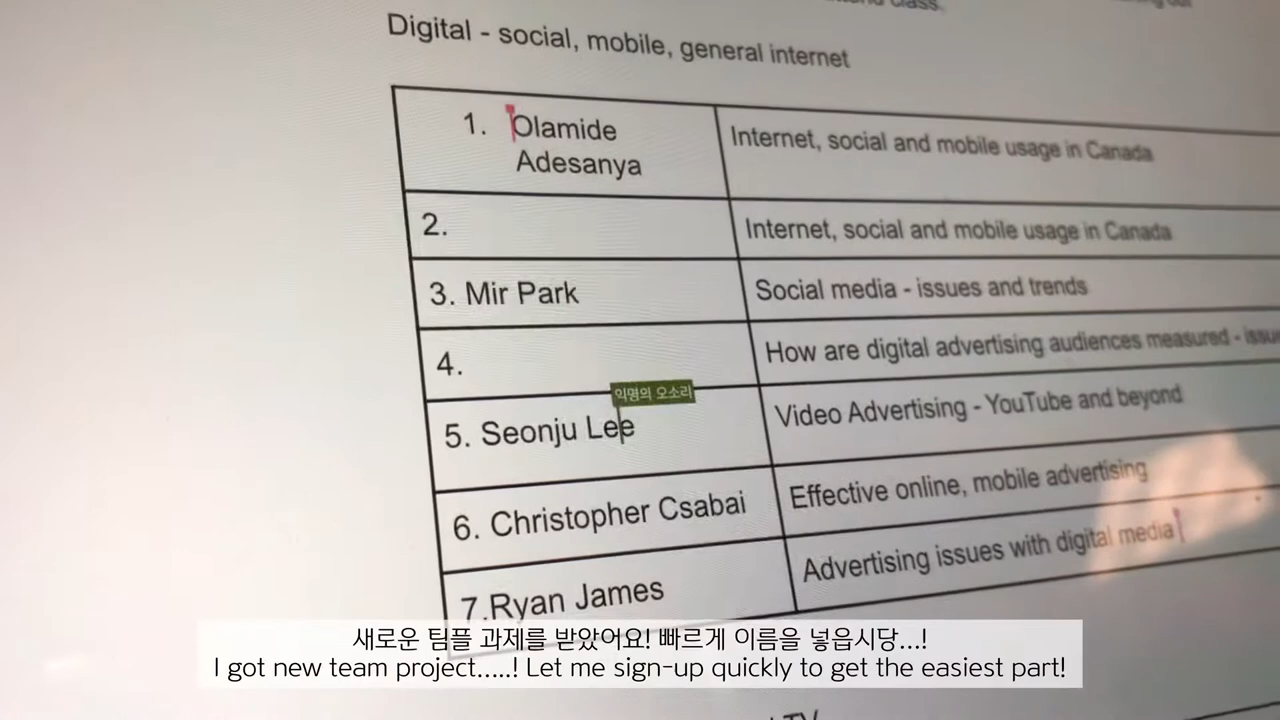 class.
Digital - social, mobile, general internet
1. Olamide Adesanya
Internet, social and mobile usage in Canada
2.
Internet, social and mobile usage in Canada
3. Mir Park
Social media - issues and trends
4.
How are digital advertising audiences measured -
익명의 오소리
5. Seonju Lee
Video Advertising - YouTube and beyond
6. Christopher Csabai
Effective online, mobile advertising
7.Ryan James
Advertising issues with digital media
새로운 팀플 과제를 받았어요! 빠르게 이름을 넣읍시당...!
I got new team project.....! Let me sign-up quickly to get the easiest part!
TV